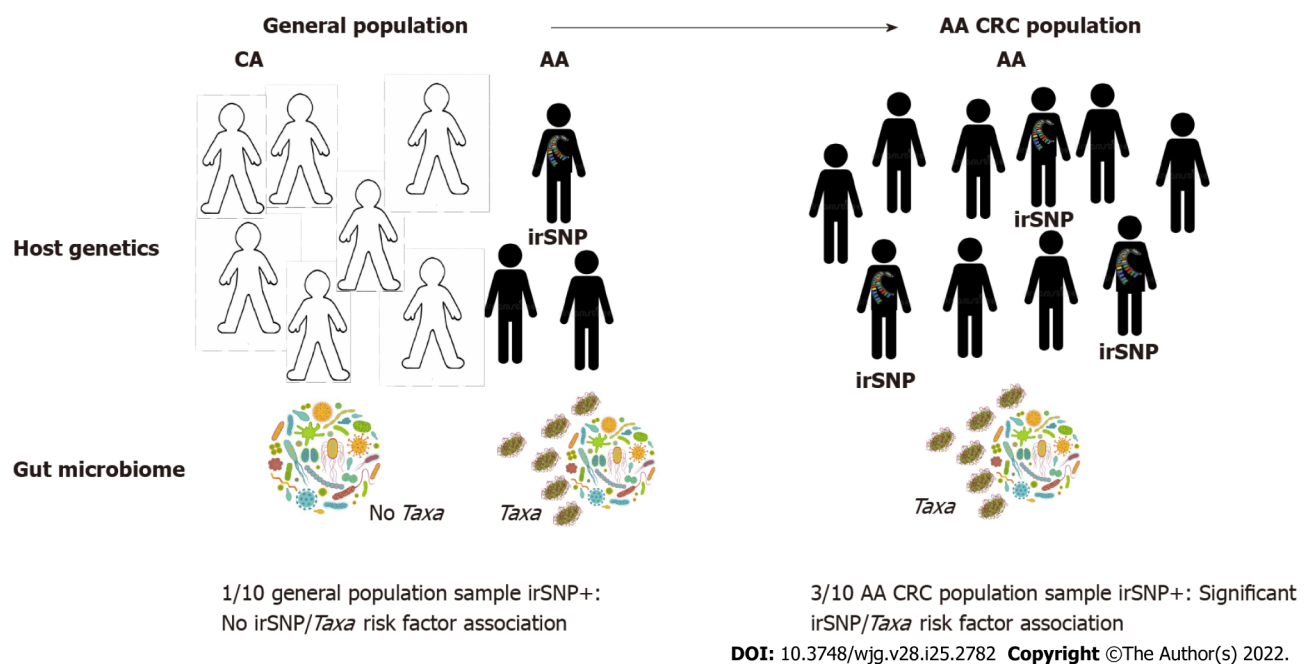 General population
AA CRC population
CA
AA
AA
Host genetics
irSNP
irSNP
irSNP
irSNP
Gut microbiome
No Taxa
Taxa
Taxa
1/10 general population sample irSNP+:
No irSNP/Taxa risk factor association
3/10 AA CRC population sample irSNP+: Significant
irSNP/Taxa risk factor association
DOI: 10.3748/wjg.v28.i25.2782 Copyright ©The Author(s) 2022.